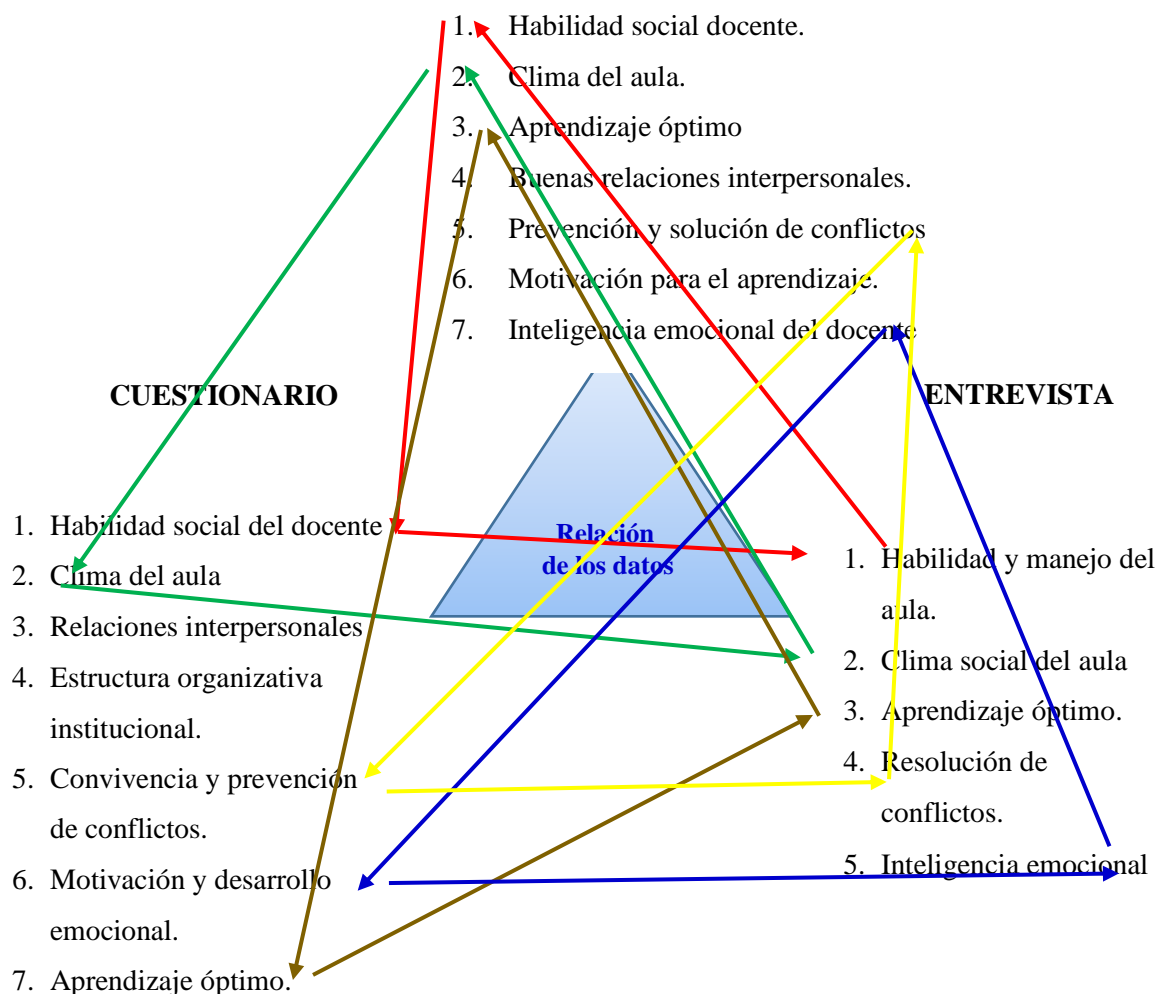 1. Habilidad social docente.
2. Clima del aula.
3. Aprendizaje óptimo
4. Buenas relaciones interpersonales.
5. Prevención y solución de conflictos
6. Motivación para el aprendizaje.
7. Inteligencia emocional del docente
CUESTIONARIO
1. Habilidad social del docente
2. Clima del aula
3. Relaciones interpersonales
4. Estructura organizativa
institucional.
5. Convivencia y prevención
de conflictos.
6. Motivación y desarrollo
emocional.
7. Aprendizaje óptimo.
Relación
de los datos
ENTREVISTA
1. Habilidad y manejo del
aula.
2. Clima social del aula
3. Aprendizaje óptimo.
4. Resolución de
conflictos.
5. Inteligencia emocional